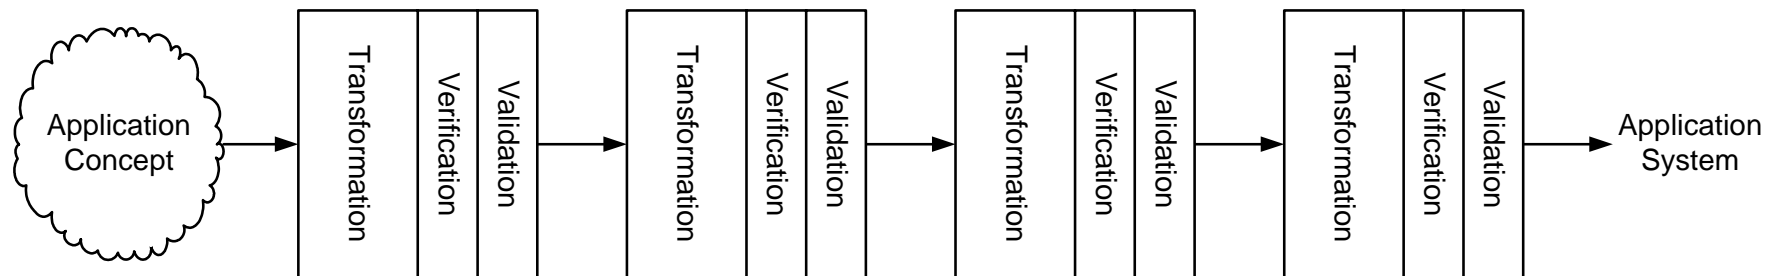 Application
Concept
Transformation
Verification
Validation
Transformation
Verification
Validation
Transformation
Verification
Validation
Transformation
Verification
Validation
Application
System